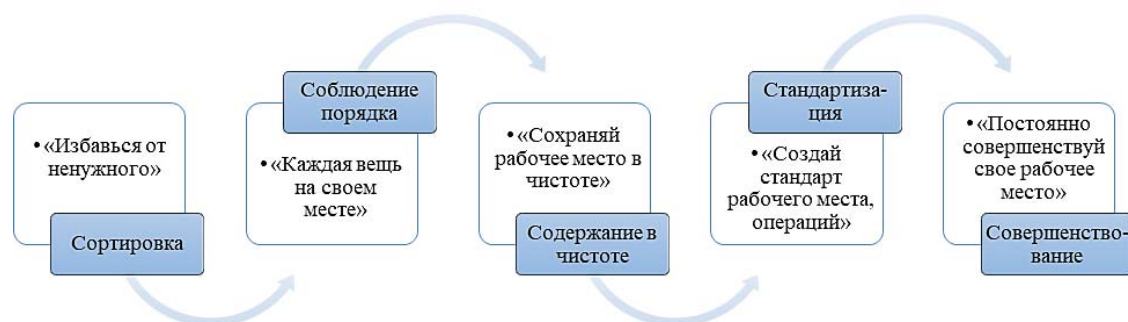 • «Избавься от
ненужного»
Сортировка
Соблюдение
порядка
• «Каждая вещь
на своем
месте»
• «Сохраняй
рабочее место в
чистоте»
Содержание в
чистоте
Стандартиза-
ция
• «Создай
стандарт
рабочего места,
операций»
• «Постоянно
совершенствуй
свое рабочее
место»
Совершенство-
вание